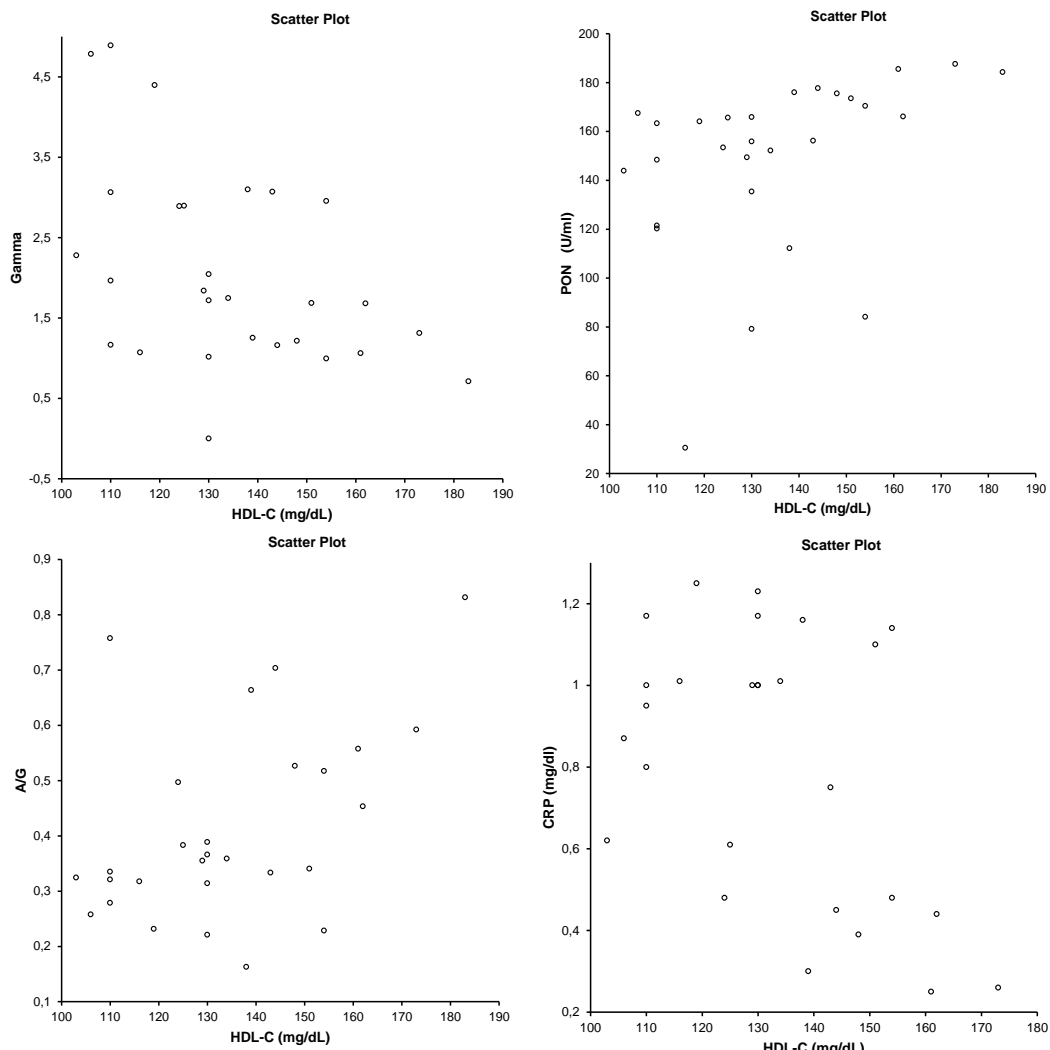 Scatter Plot
4,5
3,5
2,5
1,5
0,5
-0,5
Gamma
100 110 120 130 140 150 160 170 180 190
HDL-C (mg/dL)
Scatter Plot
200
180
160
140
120
100
80
60
40
20
PON (U/ml)
100 110 120 130 140 150 160 170 180 190
HDL-C (mg/dL)
Scatter Plot
0,9
0,8
0,7
0,6
0,5
0,4
0,3
0,2
0,1
A/G
100 110 120 130 140 150 160 170 180 190
HDL-C (mg/dL)
Scatter Plot
1,2
1
0,8
0,6
0,4
0,2
CRP (mg/dl)
100 110 120 130 140 150 160 170 180
HDL-C (mg/dL)